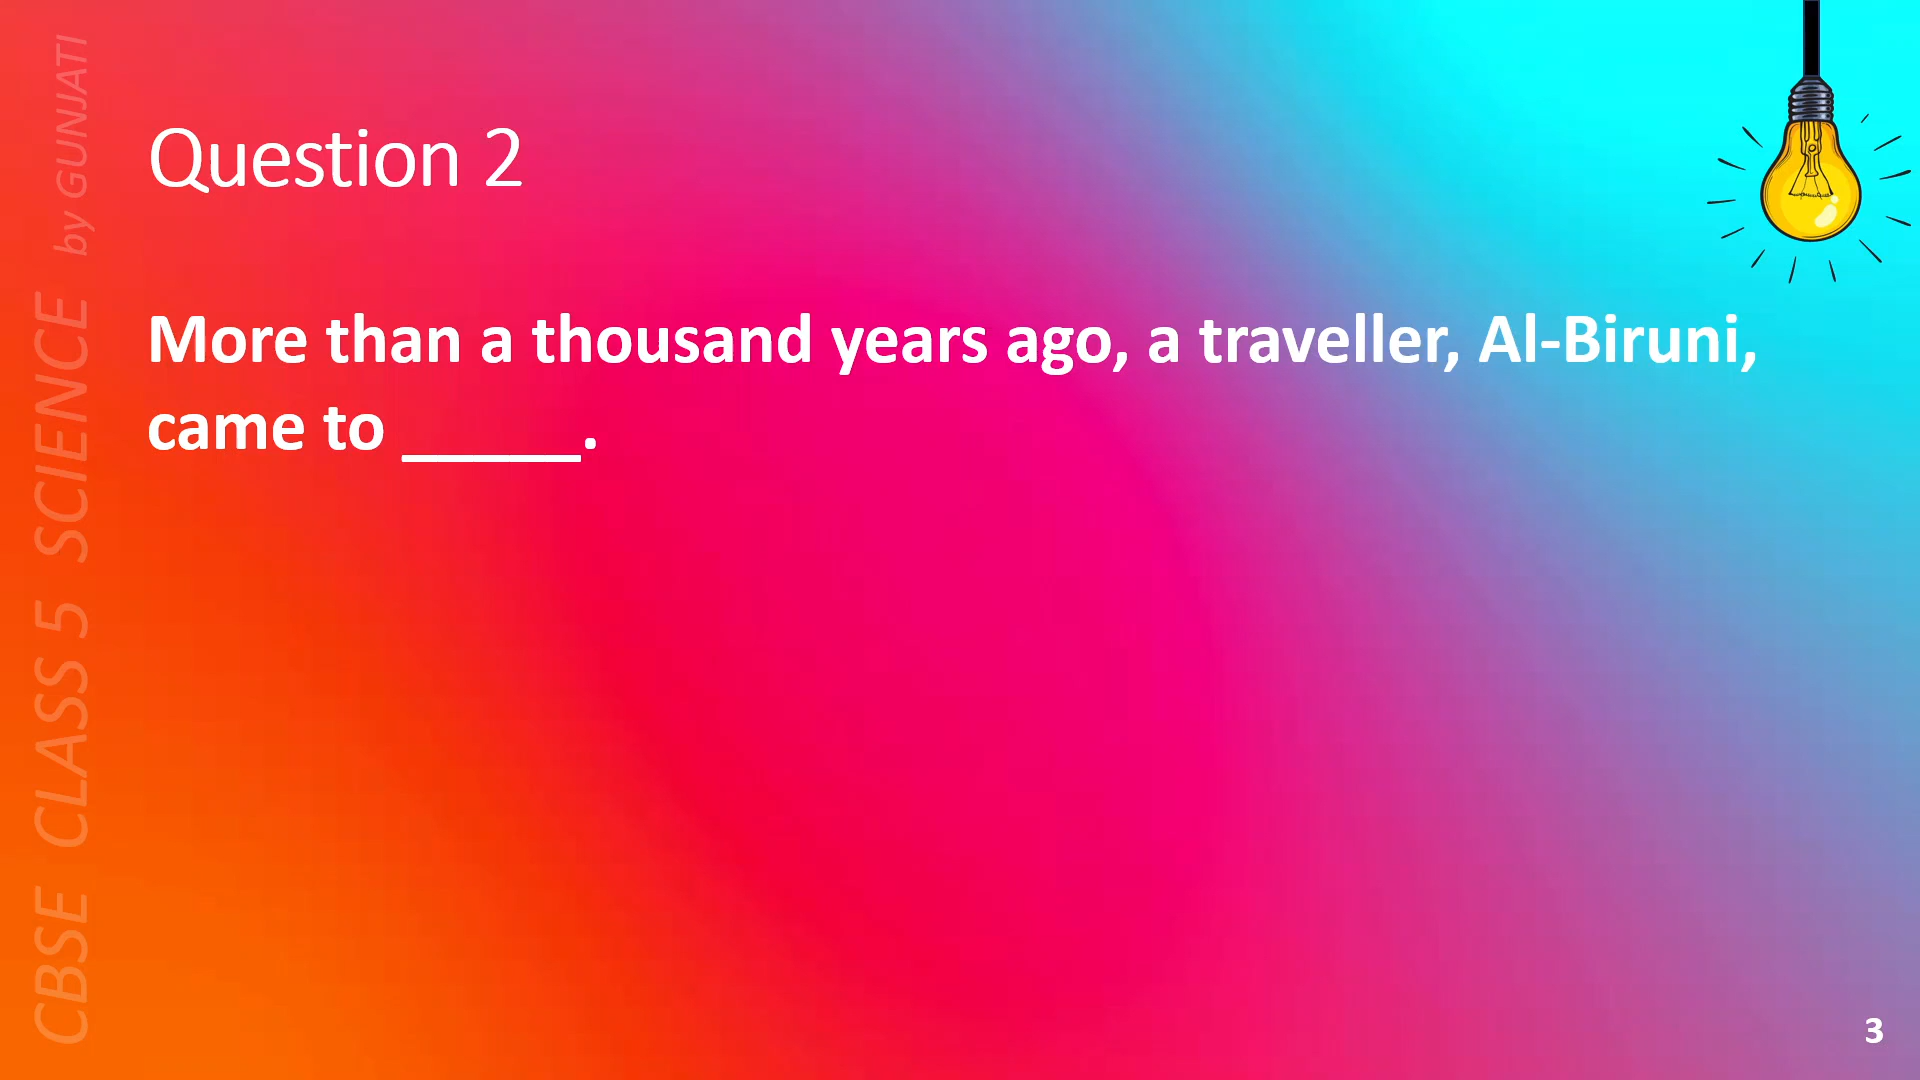 Question 2
More than a thousand years ago, a traveller, Al-Biruni,
came to _____.
CBSE CLASS 5 SCIENCE by GUNJATI
3